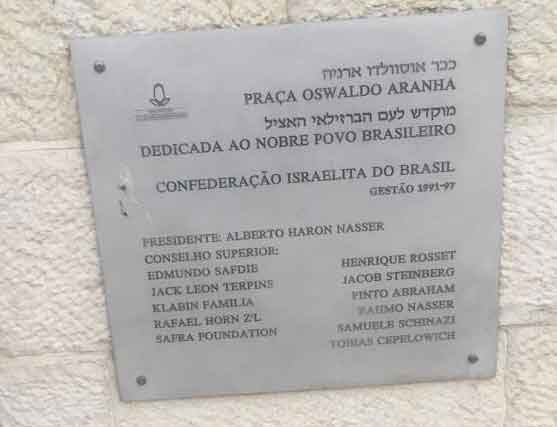 ככר אוסוולדו ארניה
PRAÇA OSWALDO ARANHA
מוקדש לעם הברזילאי האציל
DEDICADA AO NOBRE POVO BRASILEIRO
CONFEDERAÇÃO ISRAELITA DO BRASIL
GESTÃO 1991-97
PRESIDENTE: ALBERTO HARON NASSER
CONSELHO SUPERIOR:
EDMUNDO SAFDIE
JACK LEON TERPINS
KLABIN FAMILIA
RAFAEL HORN Z/L
SAFRA FOUNDATION
HENRIQUE ROSSET
JACOB STEINBERG
PINTO ABRAHAM
RAHMO NASSER
SAMUELE SCHINAZI
TOBIAS CEPELOWICH